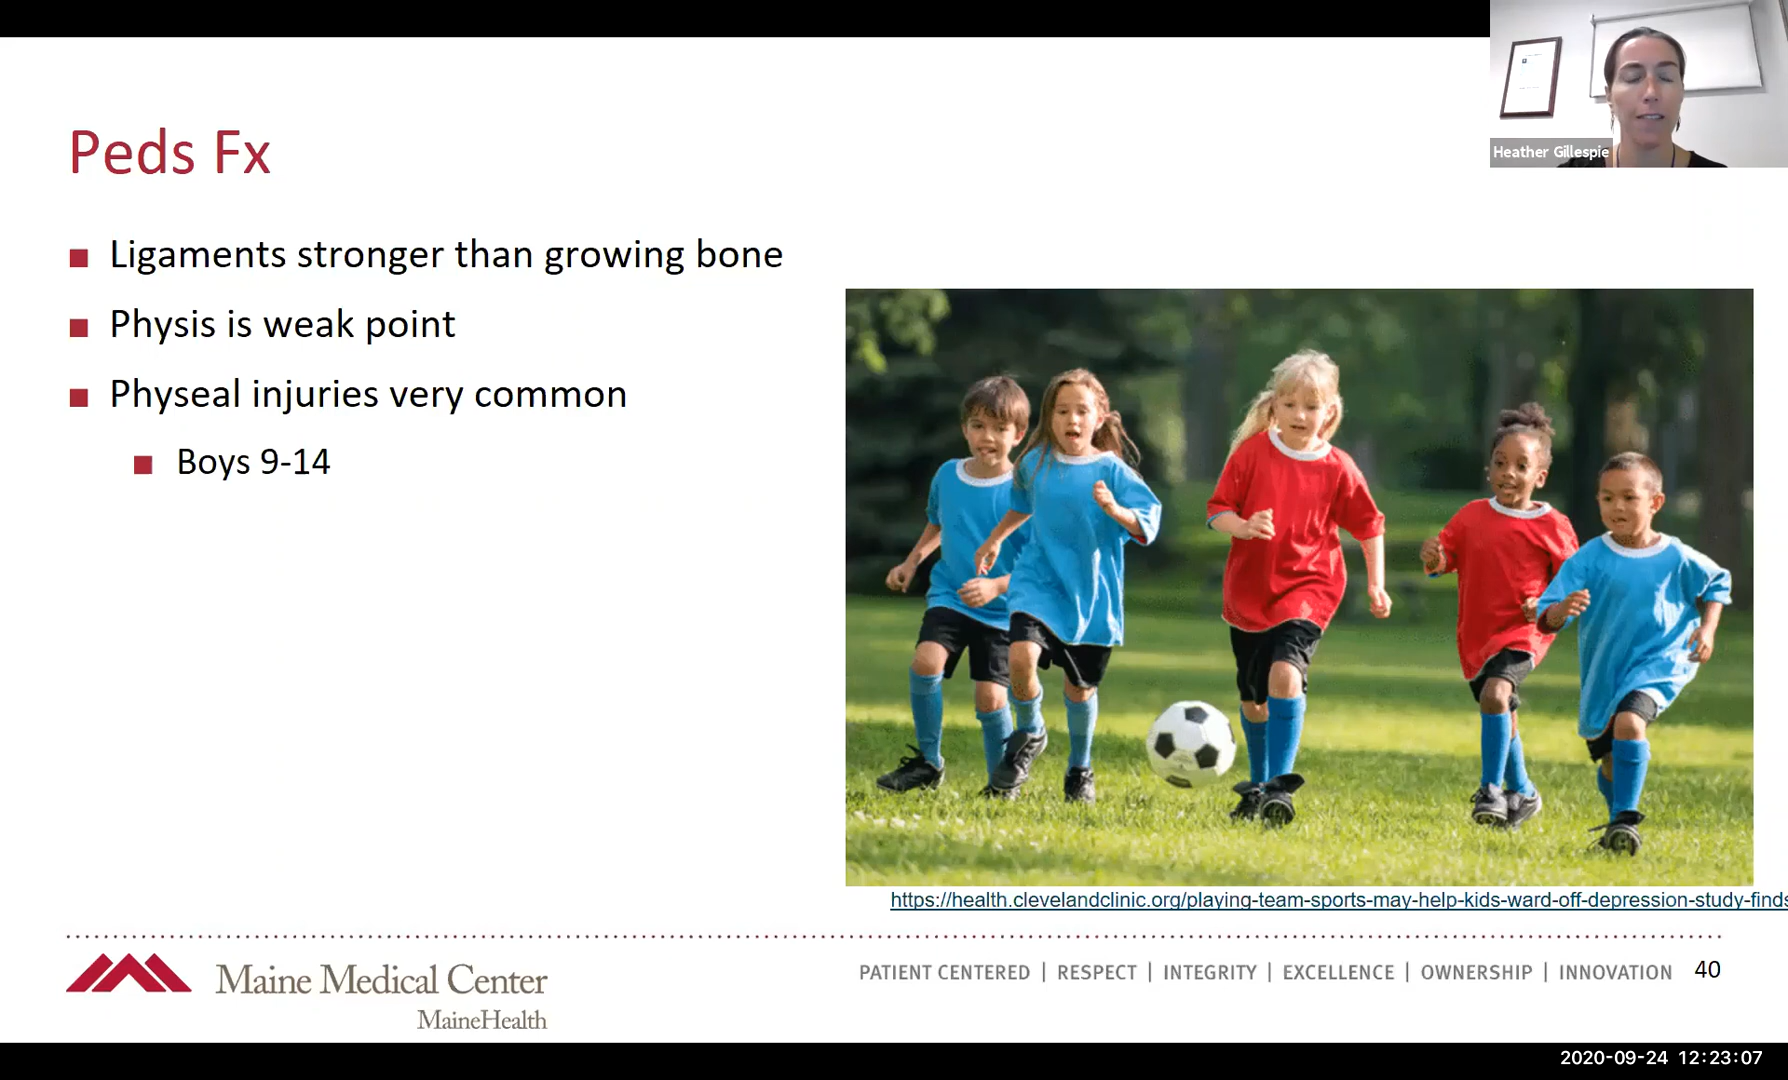 Heather Gillespie
Peds Fx
Ligaments stronger than growing bone
Physis is weak point
Physeal injuries very common
Boys 9-14
https://health.clevelandclinic.org/playing-team-sports-may-help-kids-ward-off-depression-study-finds
Maine Medical Center
MaineHealth
PATIENT CENTERED | RESPECT | INTEGRITY | EXCELLENCE | OWNERSHIP | INNOVATION 40
2020-09-24 12:23:07